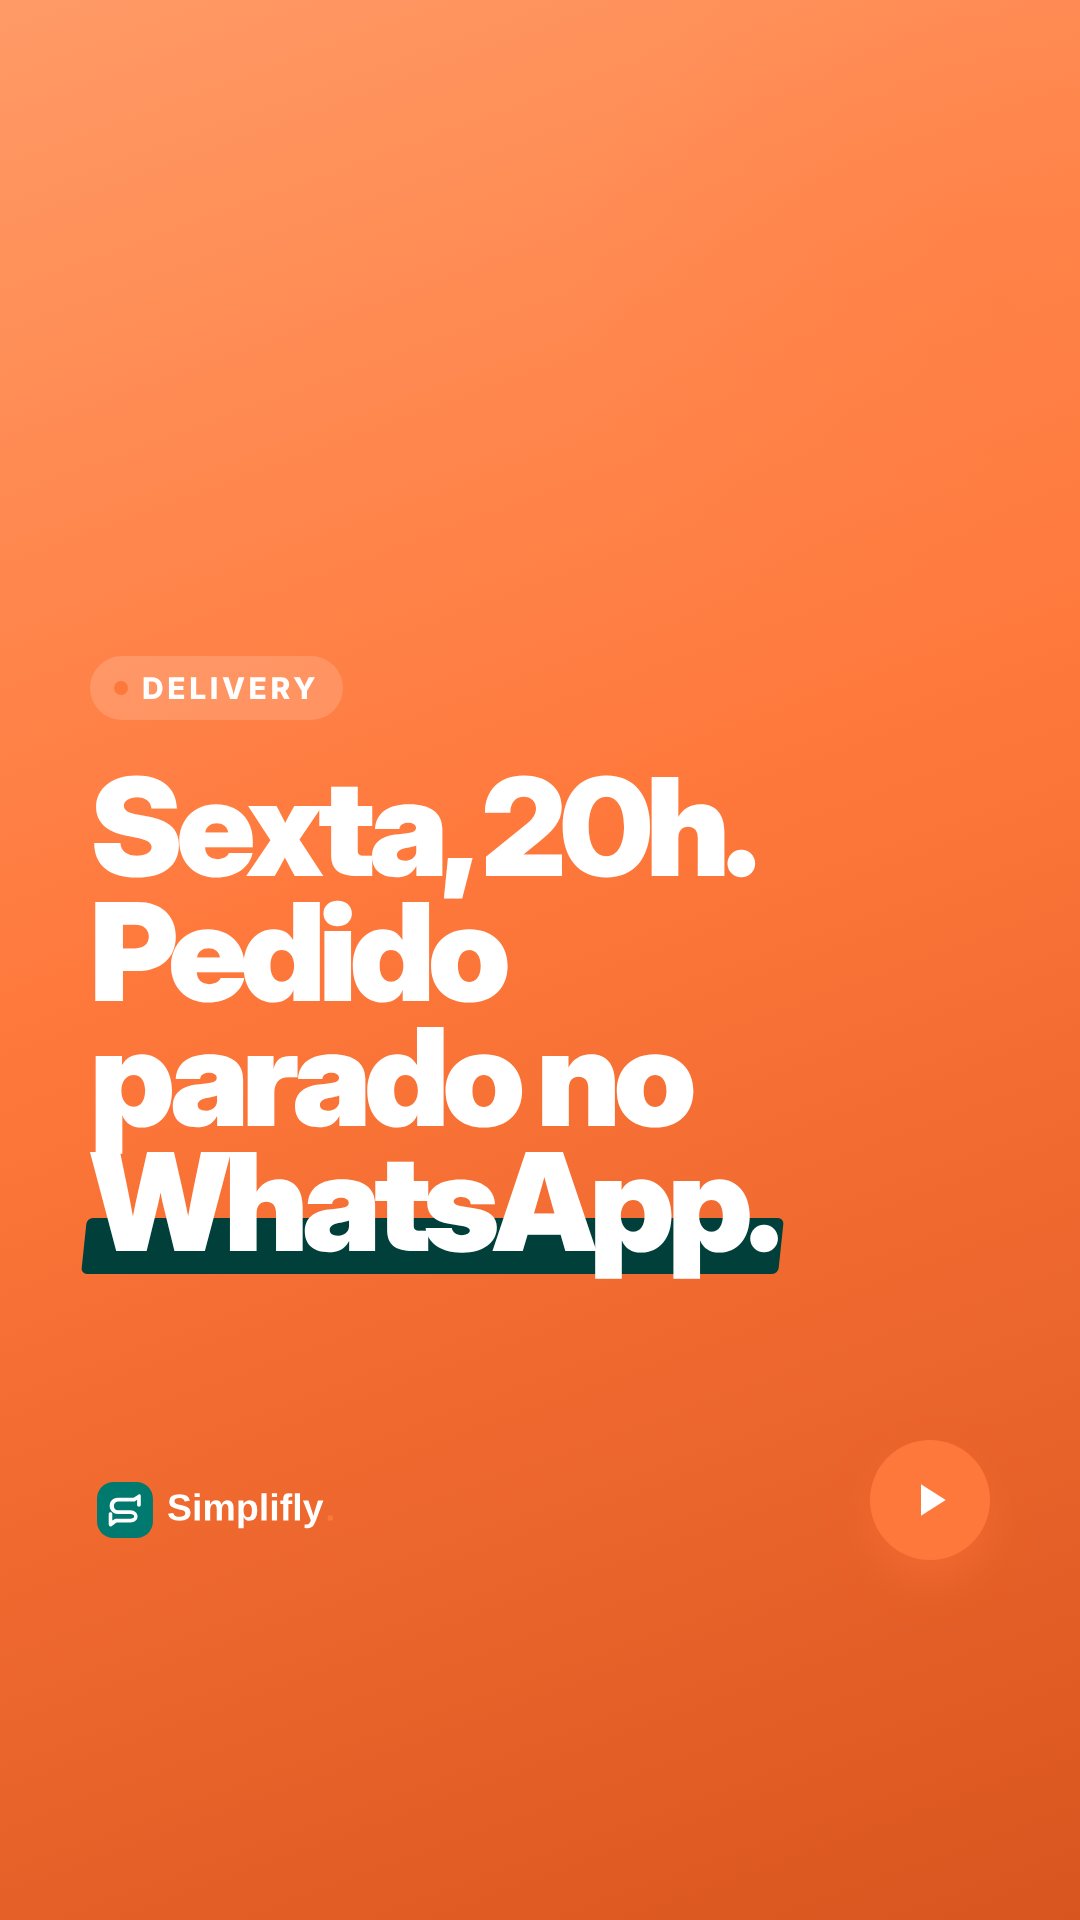 DELIVERY
Sexta, 20h.
Pedido
parado no
WhatsApp.
Simplifly.